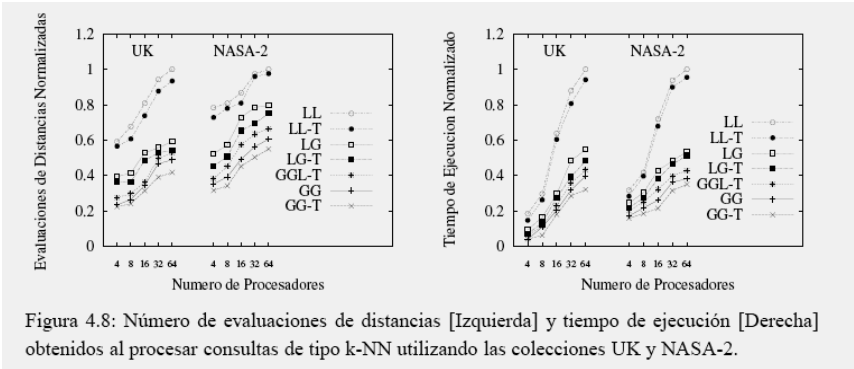 Evaluaciones de Distancias Normalizadas
1.2
1
0.8
0.6
0.4
0.2
0
UK
NASA-2
LL
LL-T
LG
LG-T
GGL-T
GG
GG-T
4 8 16 32 64 4 8 16 32 64
Numero de Procesadores
Tiempo de Ejecucion Normalizado
1.2
1
0.8
0.6
0.4
0.2
0
UK
NASA-2
LL
LL-T
LG
LG-T
GGL-T
GG
GG-T
4 8 16 32 64 4 8 16 32 64
Numero de Procesadores
Figura 4.8: Número de evaluaciones de distancias [Izquierda] y tiempo de ejecución [Derecha]
obtenidos al procesar consultas de tipo k-NN utilizando las colecciones UK y NASA-2.